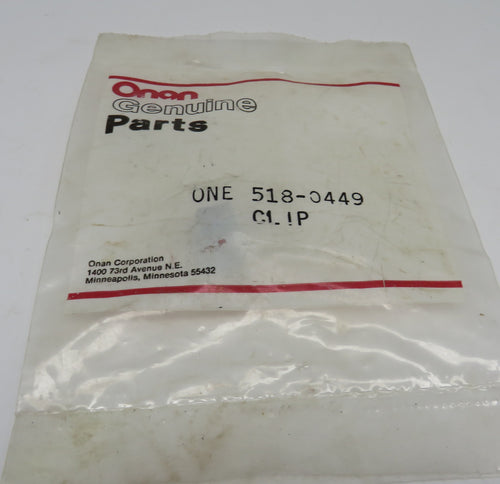 Onan
Genuine
Parts
ONE 518-0449
CLIP
Onan Corporation
1400 73rd Avenue N.E.
Minneapolis, Minnesota 55432